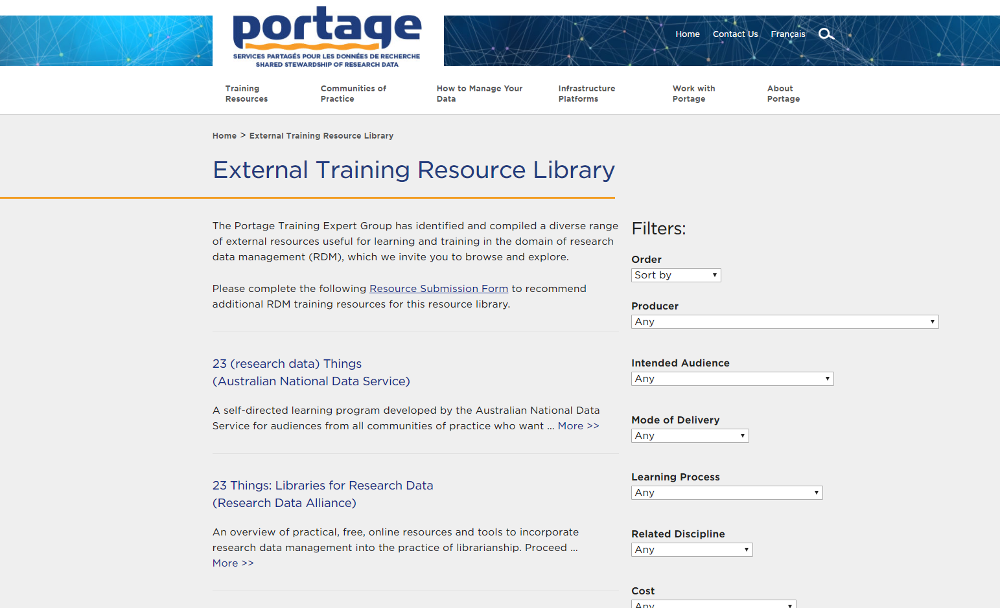 portage
SERVICES PARTAGÉS POUR LES DONNÉES DE RECHERCHE
SHARED STEWARDSHIP OF RESEARCH DATA
Home Contact Us Français
Training Resources
Communities of Practice
How to Manage Your Data
Infrastructure Platforms
Work with Portage
About Portage
Home > External Training Resource Library
External Training Resource Library
The Portage Training Expert Group has identified and compiled a diverse range
of external resources useful for learning and training in the domain of research
data management (RDM), which we invite you to browse and explore.
Please complete the following Resource Submission Form to recommend
additional RDM training resources for this resource library.
23 (research data) Things
(Australian National Data Service)
A self-directed learning program developed by the Australian National Data
Service for audiences from all communities of practice who want ... More >>
23 Things: Libraries for Research Data
(Research Data Alliance)
An overview of practical, free, online resources and tools to incorporate
research data management into the practice of librarianship. Proceed ...
More >>
Filters:
Order
Sort by
Producer
Any
Intended Audience
Any
Mode of Delivery
Any
Learning Process
Any
Related Discipline
Any
Cost
Any